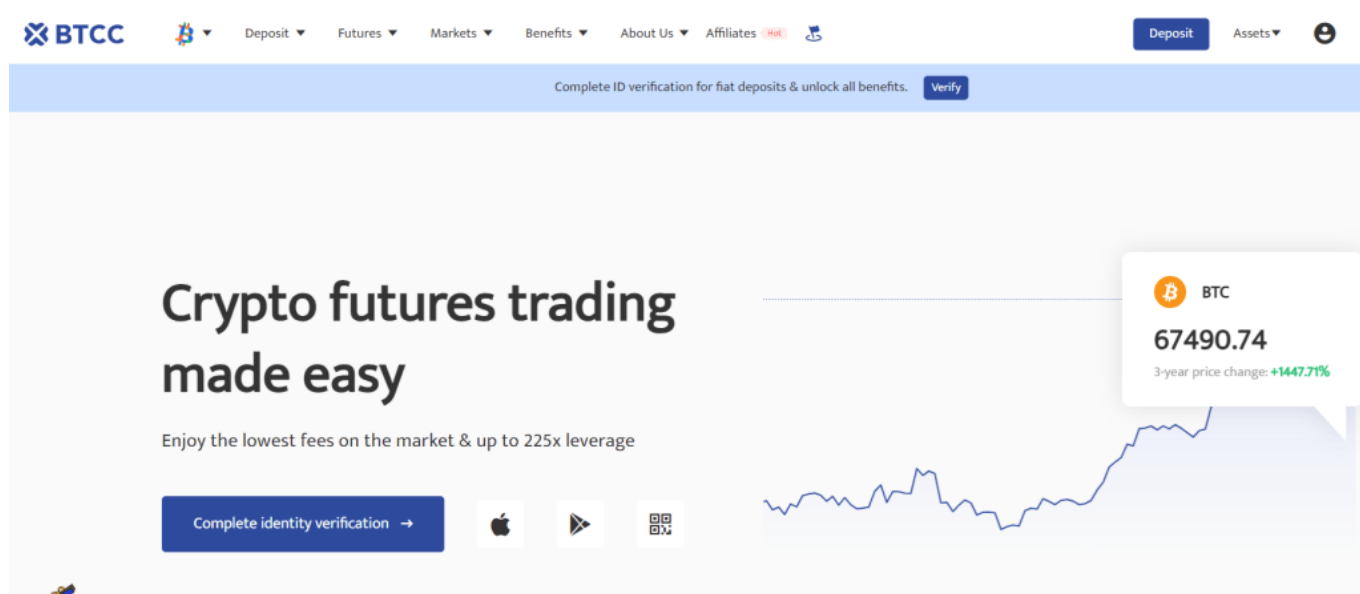 BTCC
Deposit Futures Markets Benefits About Us Affiliates Hot Deposit Assets
Complete ID verification for fiat deposits & unlock all benefits. Verify
Crypto futures trading
made easy
Enjoy the lowest fees on the market & up to 225x leverage
Complete identity verification →
BTC
67490.74
3-year price change: +1447.71%